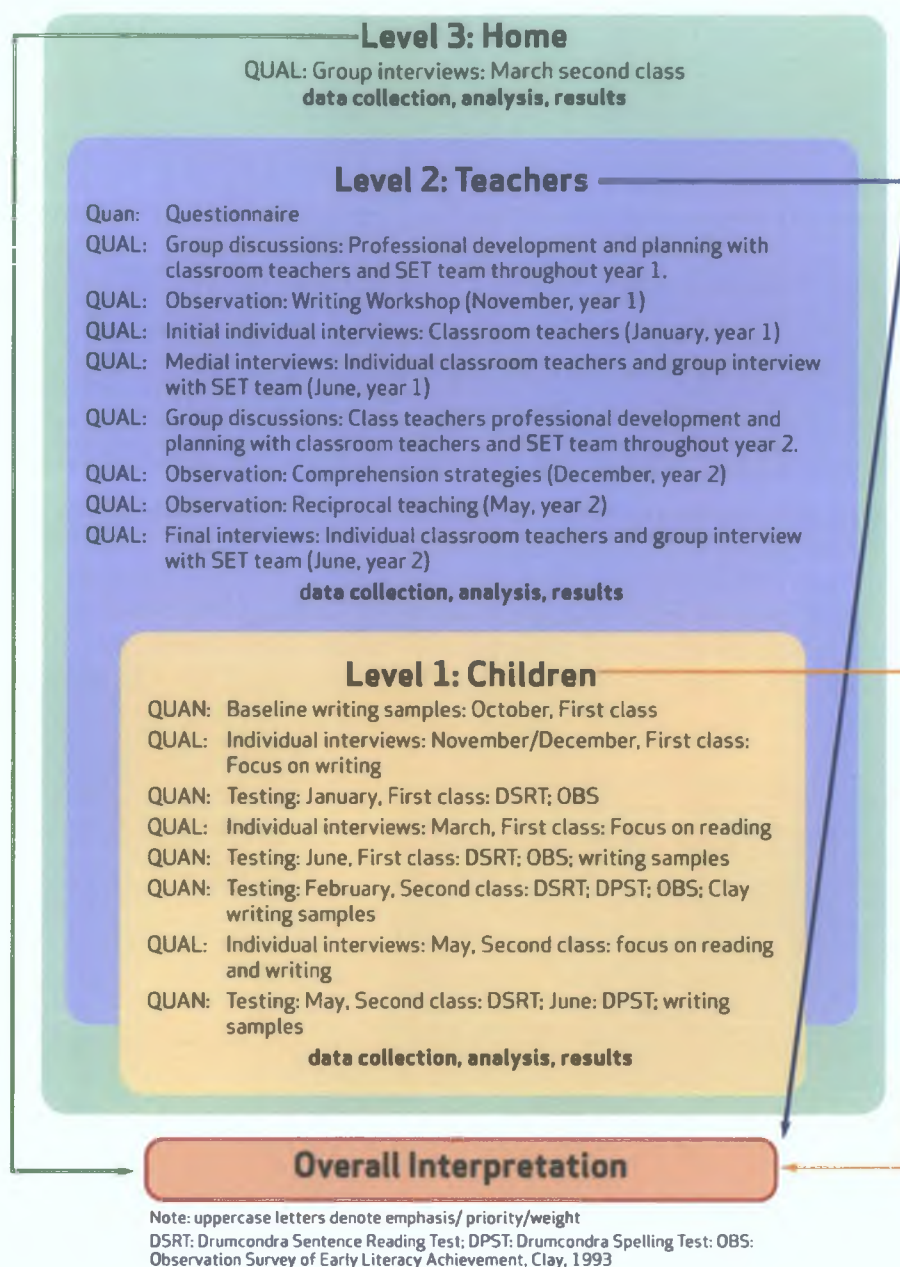 Level 3: Home
QUAL: Group interviews: March second class
data collection, analysis, results
Level 2: Teachers
Quan: Questionnaire
QUAL: Group discussions: Professional development and planning with
classroom teachers and SET team throughout year 1.
QUAL: Observation: Writing Workshop (November, year 1)
QUAL: Initial individual interviews: Classroom teachers (January, year 1)
QUAL: Medial interviews: Individual classroom teachers and group interview
with SET team (June, year 1)
QUAL: Group discussions: Class teachers professional development and
planning with classroom teachers and SET team throughout year 2.
QUAL: Observation: Comprehension strategies (December, year 2)
QUAL: Observation: Reciprocal teaching (May, year 2)
QUAL: Final interviews: Individual classroom teachers and group interview
with SET team (June, year 2)
data collection, analysis, results
Level 1: Children
QUAN: Baseline writing samples: October, First class
QUAL: Individual interviews: November/December, First class:
Focus on writing
QUAN: Testing: January, First class: DSRT; OBS
QUAL: Individual interviews: March, First class: Focus on reading
QUAN: Testing: June, First class: DSRT; OBS; writing samples
QUAN: Testing: February, Second class: DSRT; DPST; OBS; Clay
writing samples
QUAL: Individual interviews: May, Second class: focus on reading
and writing
QUAN: Testing: May, Second class: DSRT; June: DPST; writing
samples
data collection, analysis, results
Overall Interpretation
Note: uppercase letters denote emphasis/ priority/weight
DSRT: Drumcondra Sentence Reading Test; DPST: Drumcondra Spelling Test: OBS:
Observation Survey of Early Literacy Achievement, Clay, 1993